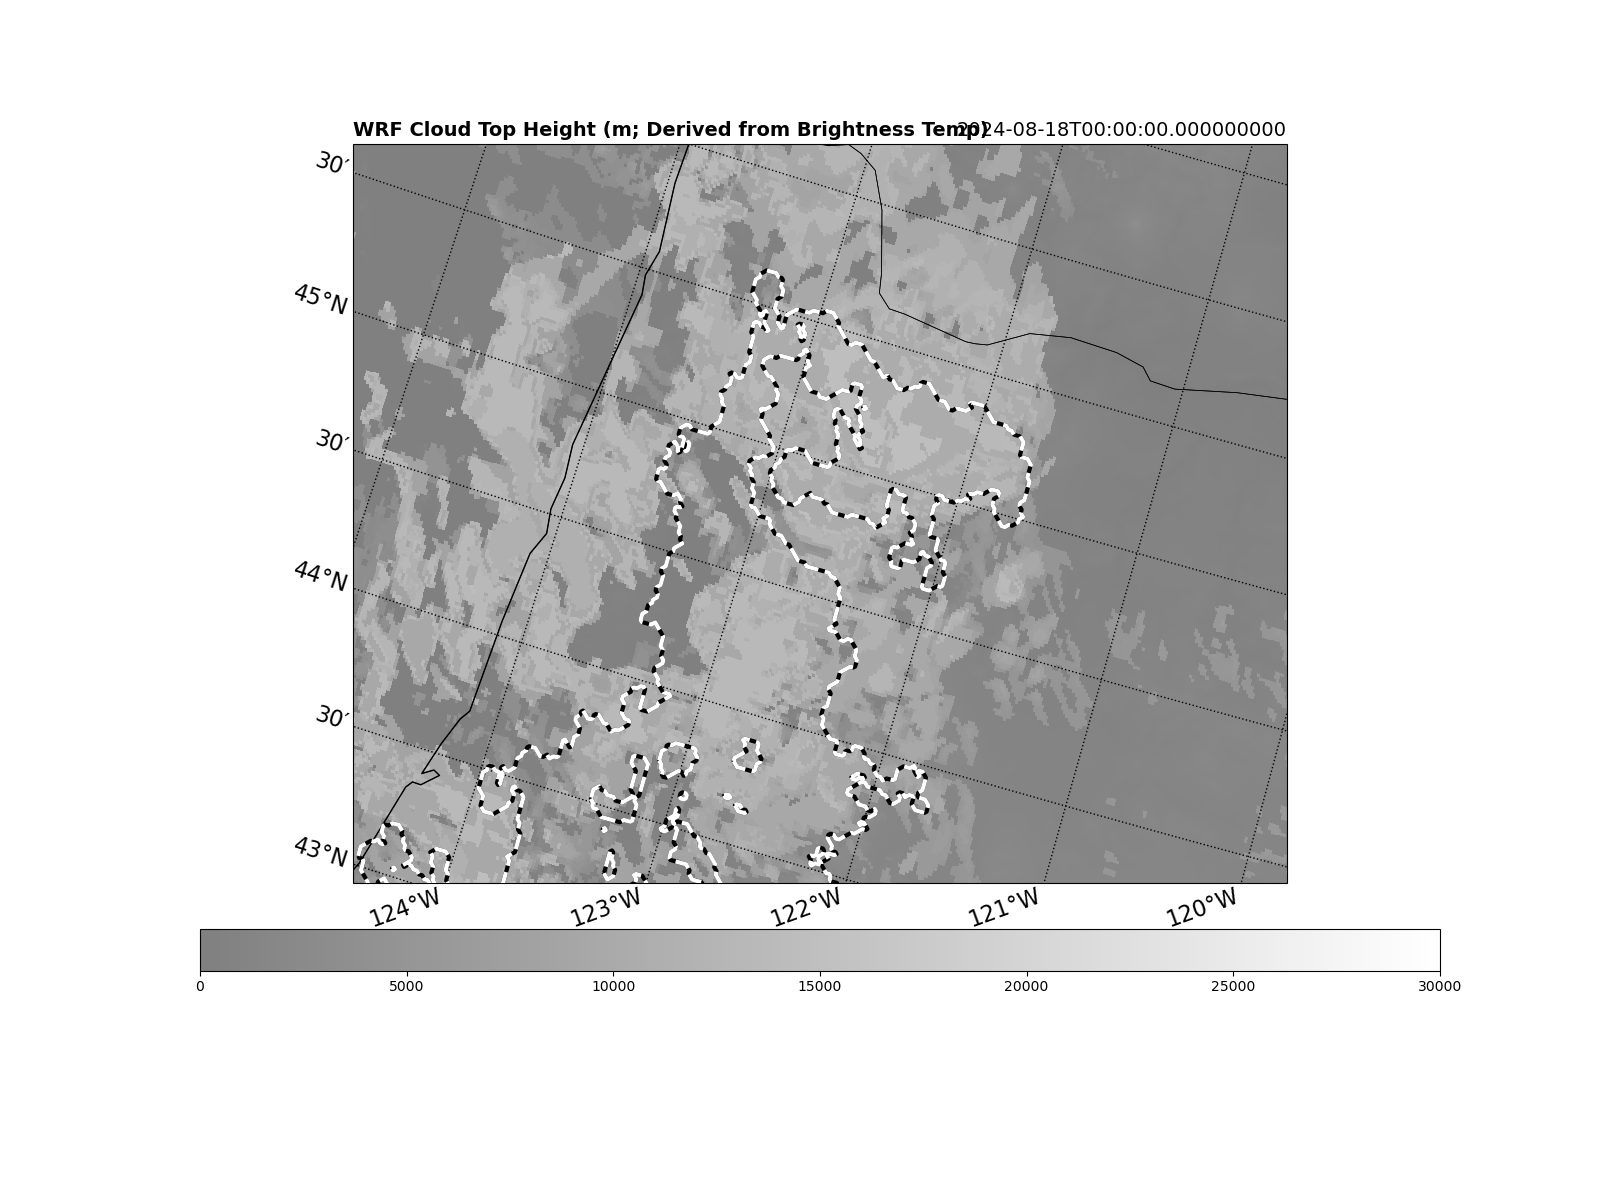 WRF Cloud Top Height (m; Derived from Brightness Temp)
2024-08-18T00:00:00.000000000
30′
45°N
30′
44°N
30′
43°N
124°W 123°W 122°W 121°W 120°W
0 5000 10000 15000 20000 25000 30000